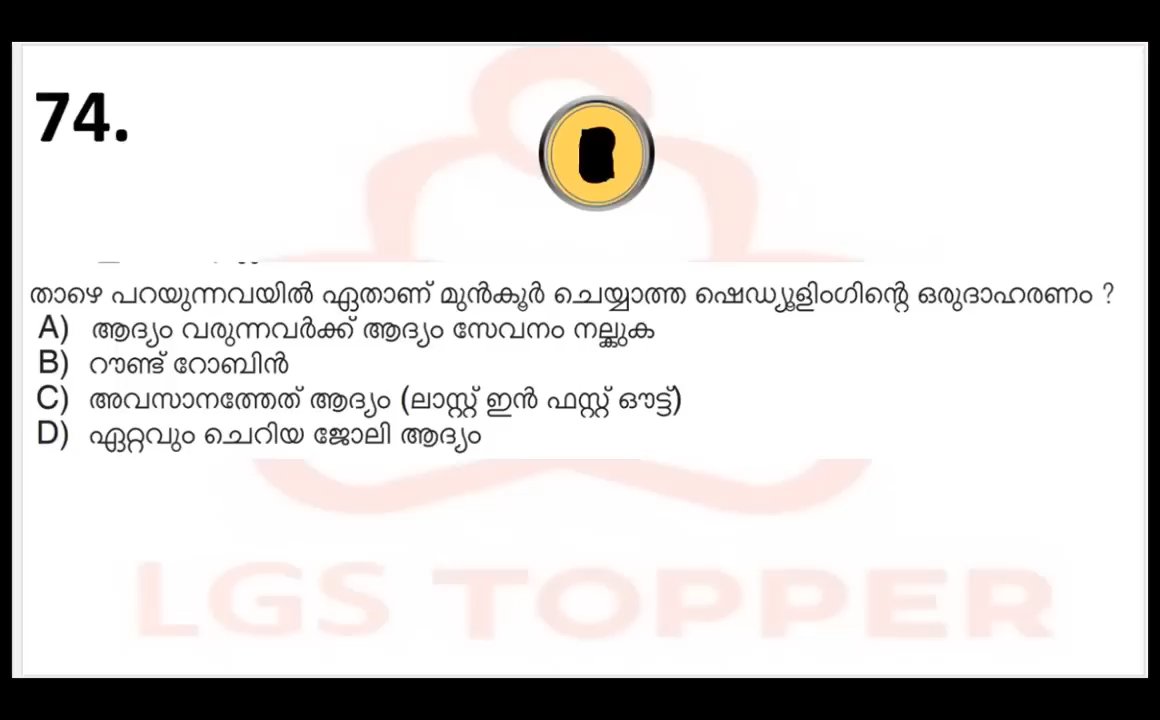 74.
താഴെ പറയുന്നവയിൽ ഏതാണ് മുൻകൂർ ചെയ്യാത്ത ഷെഡ്യൂളിംഗിന്റെ ഒരുദാഹരണം ?
A) ആദ്യം വരുന്നവർക്ക് ആദ്യം സേവനം നല്കുക
B) റൗണ്ട് റോബിൻ
C) അവസാനത്തേത് ആദ്യം (ലാസ്റ്റ് ഇൻ ഫസ്റ്റ് ഔട്ട്)
D) ഏറ്റവും ചെറിയ ജോലി ആദ്യം
LGS TOPPER